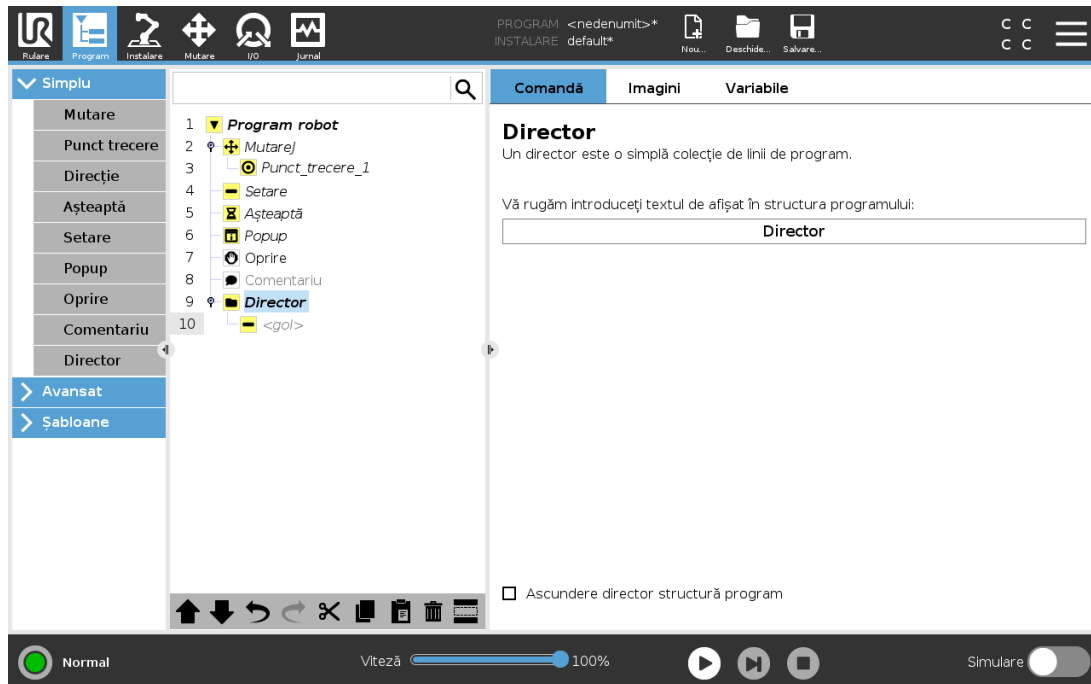 PROGRAM <nedenumit>*
INSTALARE default*
UR
Rulare
Program
Instalare
Mutare
I/O
Jurnal
Nou...
Deschide...
Salvare...
C C
C C
Simplu
Mutare
Punct trecere
Direcție
Așteaptă
Setare
Popup
Oprire
Comentariu
Director
Avansat
Șabloane
1 Program robot
2 MutareJ
3 Punct_trecere_1
4 Setare
5 Așteaptă
6 Popup
7 Oprire
8 Comentariu
9 Director
10 <gol>
Comandă
Imagini
Variabile
Director
Un director este o simplă colecție de linii de program.
Vă rugăm introduceți textul de afișat în structura programului:
Director
Ascundere director structură program
Normal
Viteză
100%
Simulare